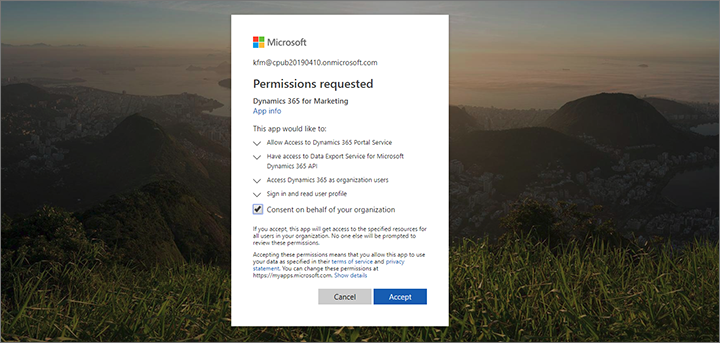 Microsoft
kfm@cpub20190410.onmicrosoft.com
Permissions requested
Dynamics 365 for Marketing
App info
This app would like to:
Allow Access to Dynamics 365 Portal Service
Have access to Data Export Service for Microsoft
Dynamics 365 API
Access Dynamics 365 as organization users
Sign in and read user profile
Consent on behalf of your organization
If you accept, this app will get access to the specified resources for
all users in your organization. No one else will be prompted to
review these permissions.
Accepting these permissions means that you allow this app to use
your data as specified in their terms of service and privacy
statement. You can change these permissions at
https://myapps.microsoft.com. Show details
Cancel
Accept